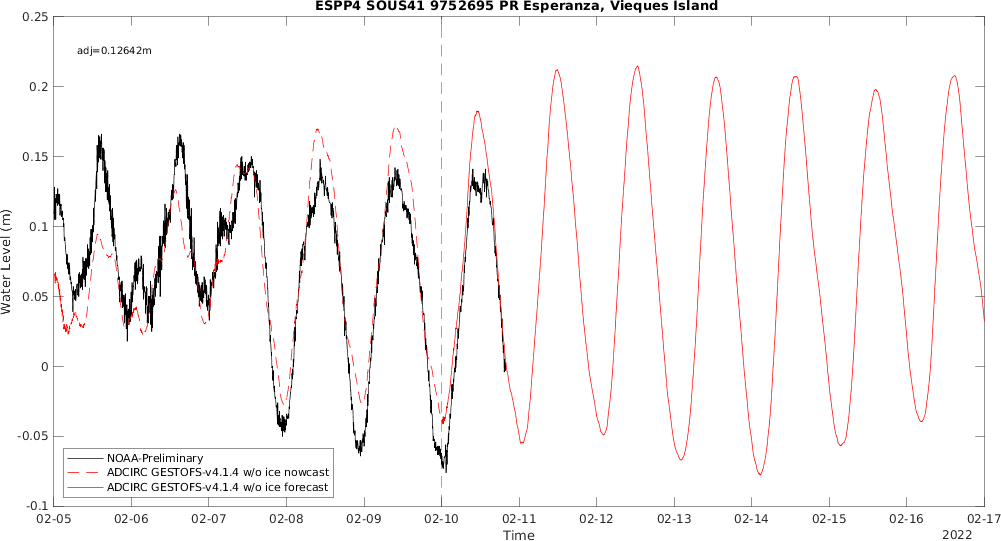 ESPP4 SOUS41 9752695 PR Esperanza, Vieques Island
adj=0.12642m
0.25
0.2
0.15
0.1
0.05
0
-0.05
-0.1
Water Level (m)
NOAA-Preliminary
ADCIRC GESTOFS-v4.1.4 w/o ice nowcast
ADCIRC GESTOFS-v4.1.4 w/o ice forecast
02-05 02-06 02-07 02-08 02-09 02-10 02-11 02-12 02-13 02-14 02-15 02-16 02-17
Time
2022